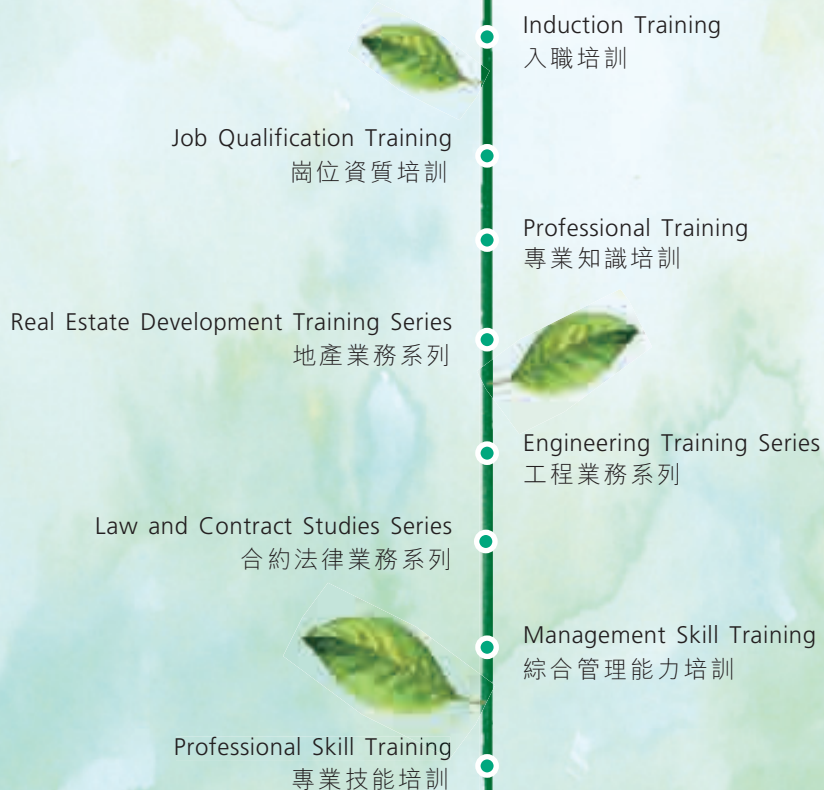 Induction Training
入職培訓
Job Qualification Training
崗位資質培訓
Professional Training
專業知識培訓
Real Estate Development Training Series
地產業務系列
Engineering Training Series
工程業務系列
Law and Contract Studies Series
合約法律業務系列
Management Skill Training
綜合管理能力培訓
Professional Skill Training
專業技能培訓